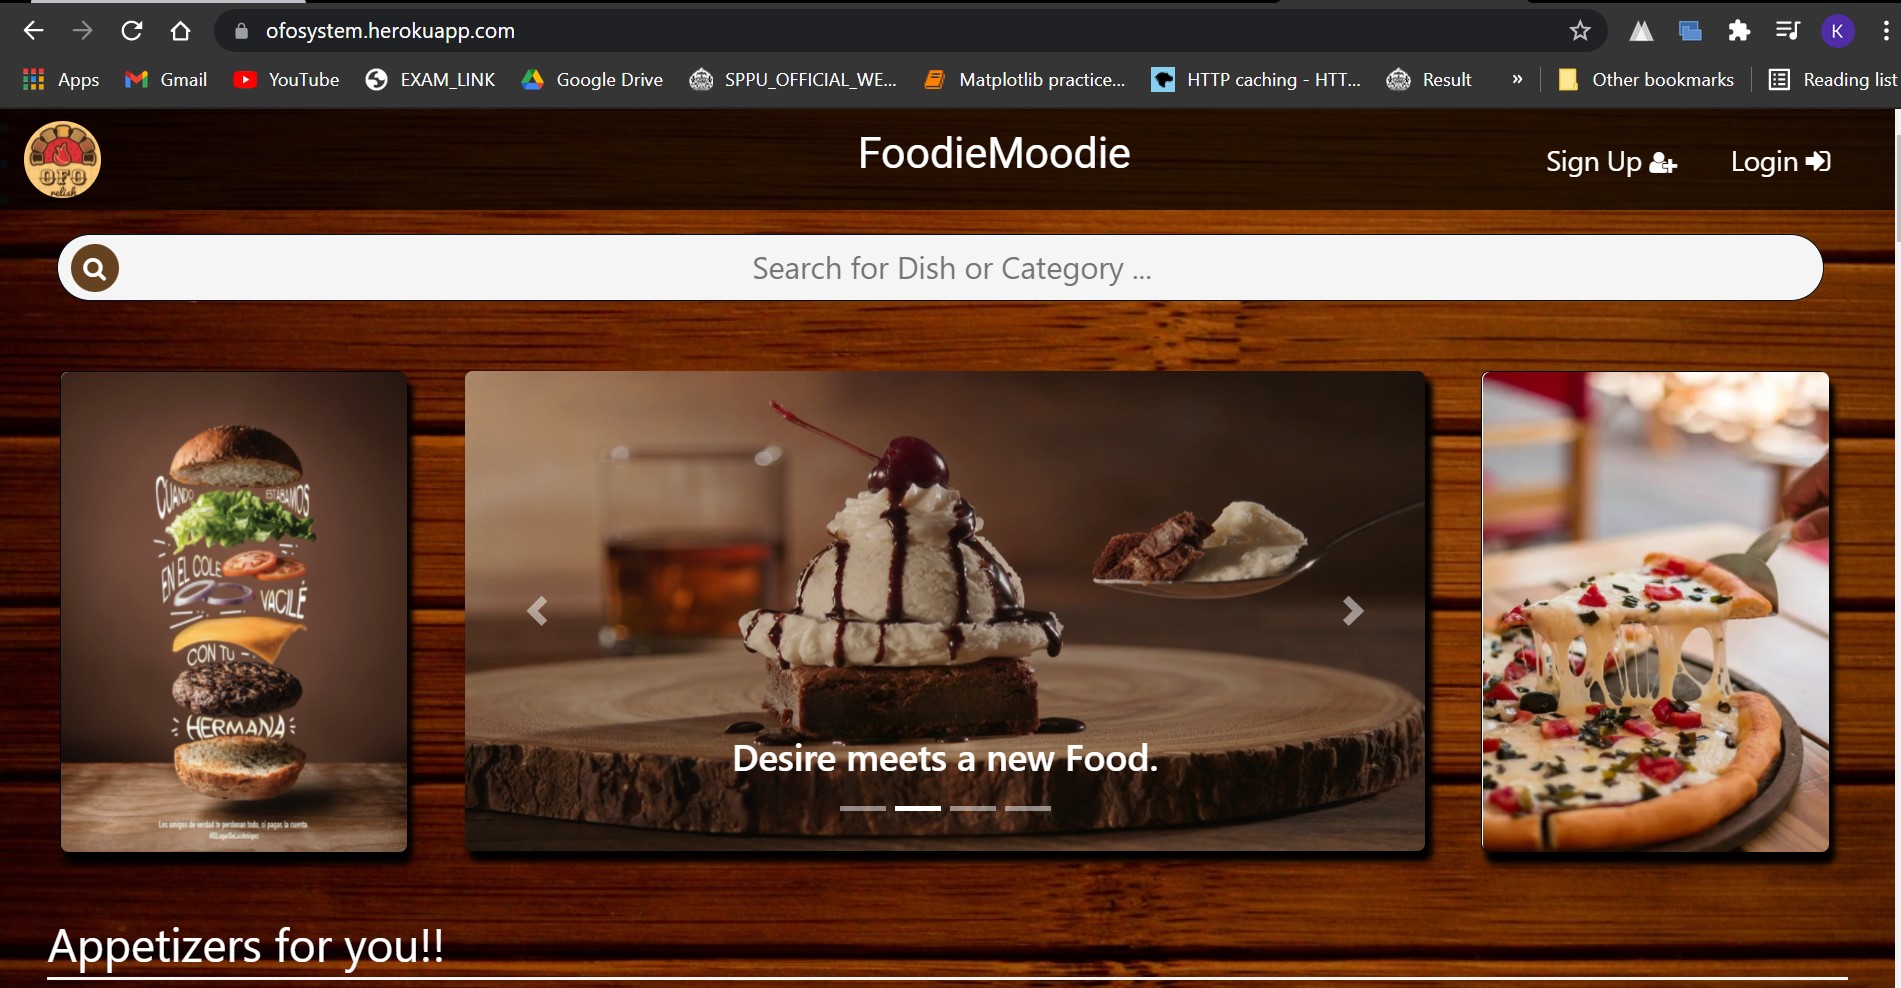 ofosystem.herokuapp.com
K
Apps
Gmail
YouTube
EXAM_LINK
Google Drive
SPPU_OFFICIAL_WE...
Matplotlib practice...
HTTP caching - HTT...
Result
»
Other bookmarks
Reading list
OFO
relish
FoodieMoodie
Sign Up
Login
Search for Dish or Category ...
CUANDO
ESTÁBAMOS
EN EL COLE
VACILÉ
CON TU
HERMANA
Los amigos de verdad te perdonan todo, si pagas la cuenta.
Desire meets a new Food.
Appetizers for you!!